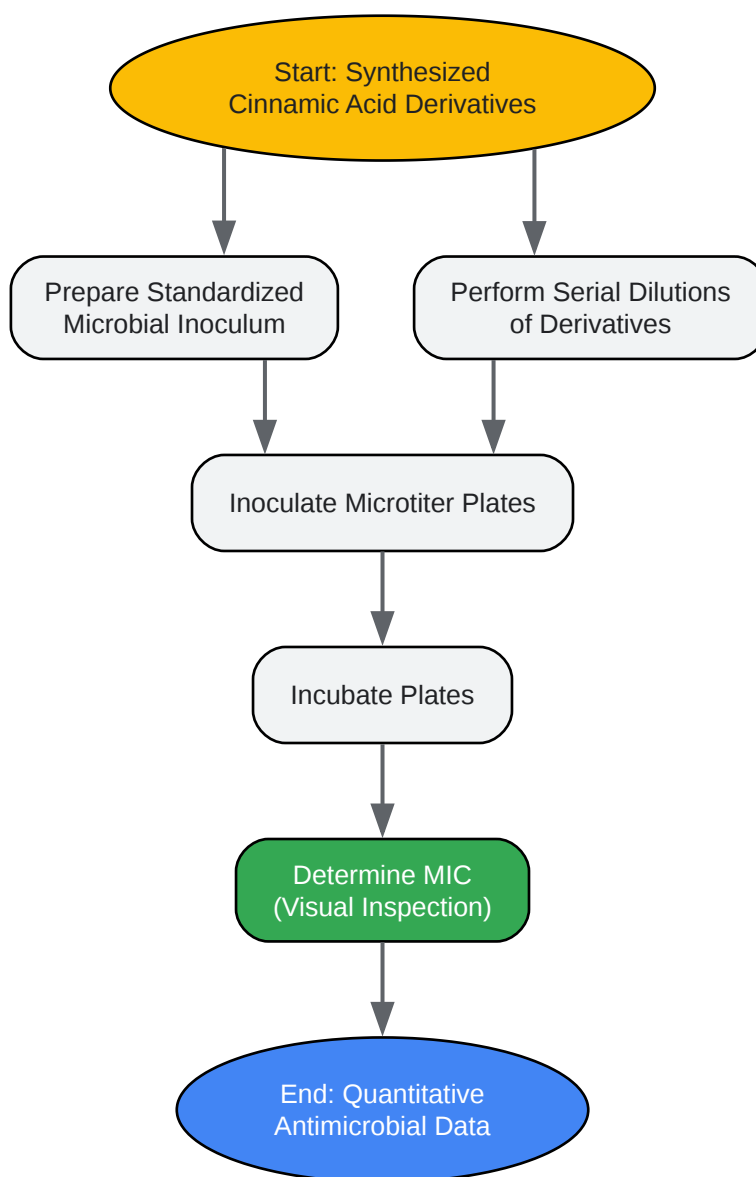 Start: Synthesized
Cinnamic Acid Derivatives
Prepare Standardized
Microbial Inoculum
Perform Serial Dilutions
of Derivatives
Inoculate Microtiter Plates
Incubate Plates
Determine MIC
(Visual Inspection)
End: Quantitative
Antimicrobial Data